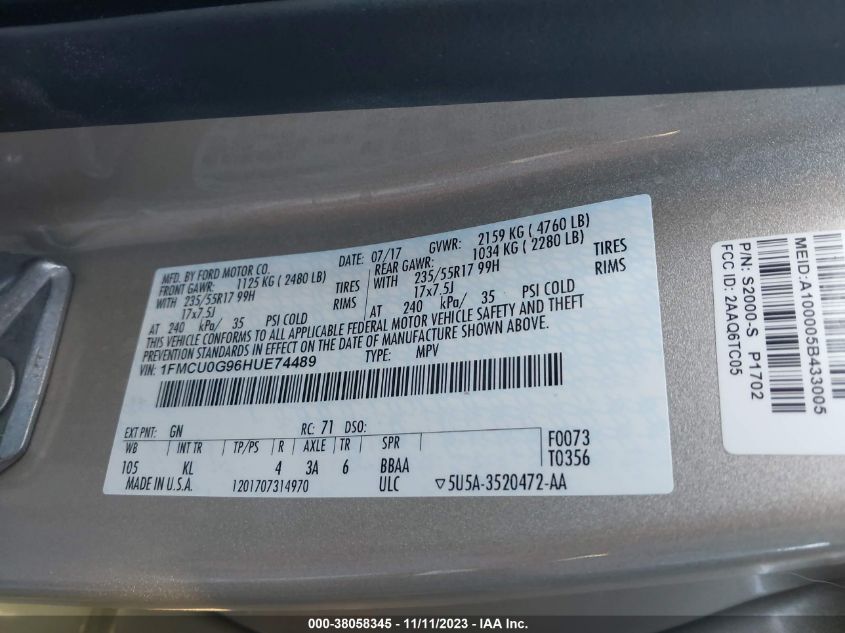 MFD. BY FORD MOTOR CO.
DATE: 07/17
GVWR: 2159 KG ( 4760 LB)
FRONT GAWR: 1125 KG ( 2480 LB)
REAR GAWR: 1034 KG ( 2280 LB)
WITH 235/55R17 99H TIRES
WITH 235/55R17 99H TIRES
17x7.5J RIMS
17x7.5J RIMS
AT 240 kPa/ 35 PSI COLD
AT 240 kPa/ 35 PSI COLD
THIS VEHICLE CONFORMS TO ALL APPLICABLE FEDERAL MOTOR VEHICLE SAFETY AND THEFT
PREVENTION STANDARDS IN EFFECT ON THE DATE OF MANUFACTURE SHOWN ABOVE.
VIN: 1FMCU0G96HUE74489
TYPE: MPV
EXT PNT: GN RC: 71 DSO:
WB INT TR TP/PS R AXLE TR SPR
105 KL 4 3A 6 BBAA
F0073
T0356
MADE IN U.S.A. 1201707314970 ULC ▽5U5A-3520472-AA
P/N: S2000-S P1702
FCC ID: 2AAQ6TC05
MEID:A100005B433005
000-38058345 - 11/11/2023 - IAA Inc.